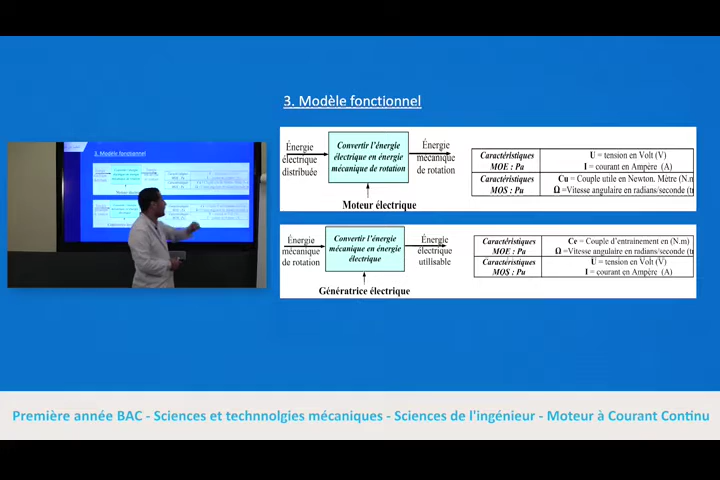 3. Modèle fonctionnel
Énergie
électrique
distribuée
Convertir l'énergie
électrique en énergie
mécanique de rotation
Énergie
mécanique
de rotation
Moteur électrique
Caractéristiques
MOE : Pa
U = tension en Volt (V)
I = courant en Ampère (A)
Caractéristiques
MOS : Pu
Cu = Couple utile en Newton. Mètre (N.m
Ω =Vitesse angulaire en radians/seconde (r
Énergie
mécanique
de rotation
Convertir l'énergie
mécanique en énergie
électrique
Énergie
électrique
utilisable
Génératrice électrique
Caractéristiques
MOE : Pa
Ce = Couple d'entrainement en (N.m)
Ω =Vitesse angulaire en radians/seconde (r
Caractéristiques
MOS : Pu
U = tension en Volt (V)
I = courant en Ampère (A)
3. Modèle fonctionnel
Première année BAC - Sciences et technnolgies mécaniques - Sciences de l'ingénieur - Moteur à Courant Continu